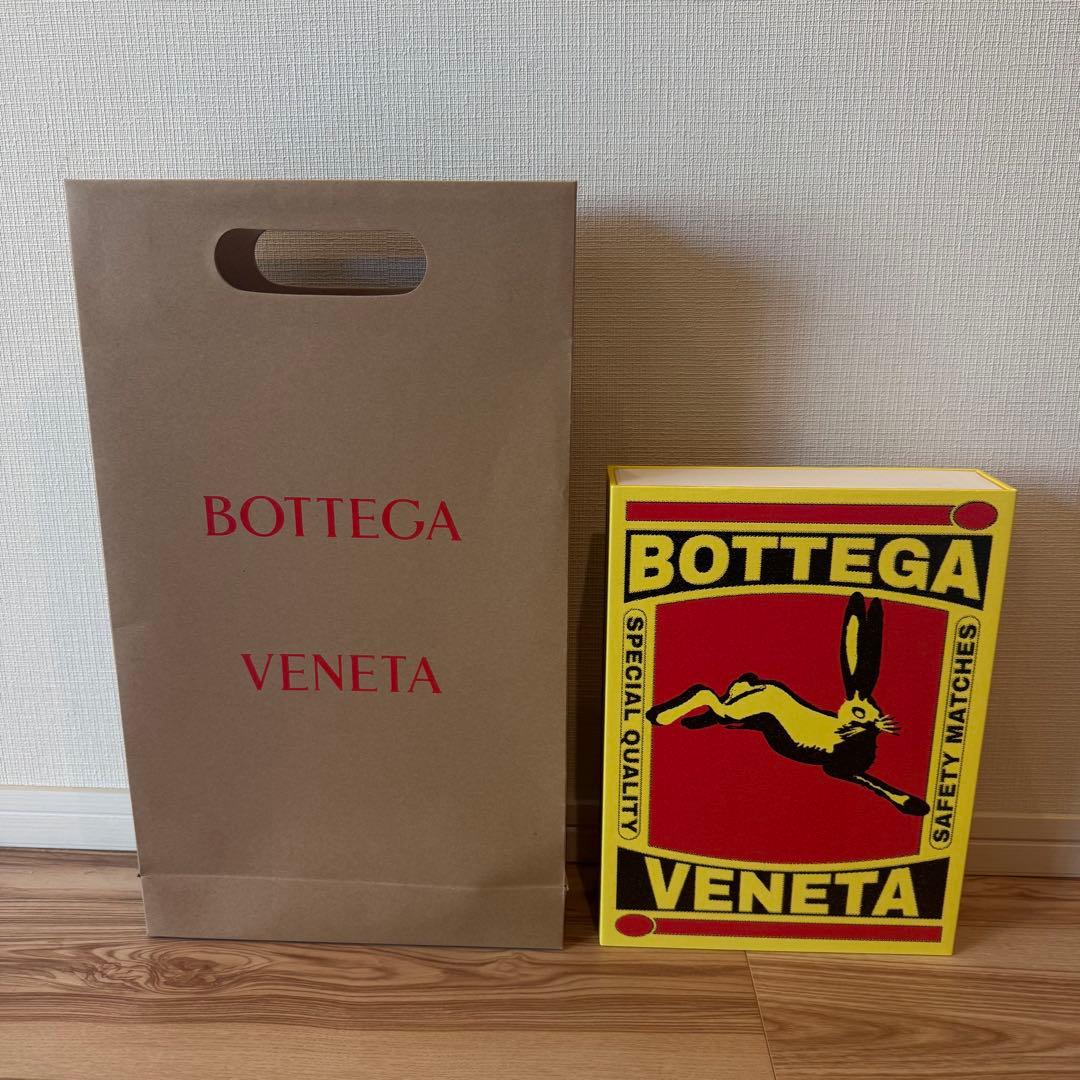 BOTTEGA
VENETA
BOTTEGA
SPECIAL QUALITY
SAFETY MATCHES
VENETA